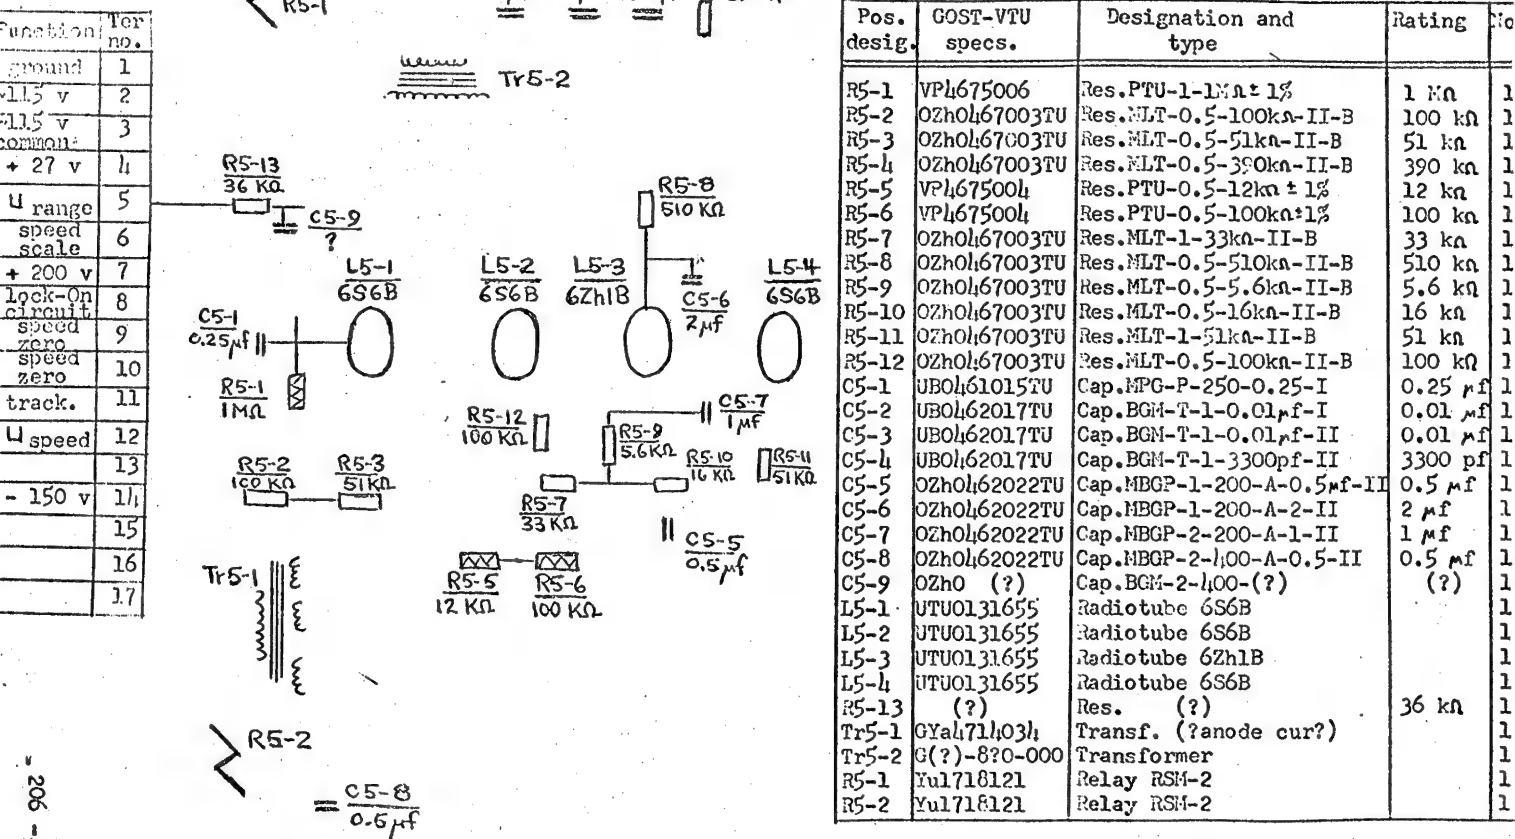 Function | Ter no.
ground | 1
~115 v | 2
~115 v common | 3
+ 27 v | 4
u range | 5
speed scale | 6
+ 200 v | 7
lock-On circuit | 8
speed zero | 9
speed zero | 10
track. | 11
u speed | 12
13
- 150 v | 14
15
16
17
R5-1
Tr5-2
R5-13
36 KΩ
C5-9
?
R5-8
510 KΩ
L5-1
6S6B
L5-2
6S6B
L5-3
6Zh1B
L5-4
6S6B
C5-6
2μf
C5-1
0.25μf
R5-1
1MΩ
C5-7
1μf
R5-12
100 KΩ
R5-9
5.6KΩ
R5-10
16 KΩ
R5-11
51KΩ
R5-2
100 KΩ
R5-3
51KΩ
R5-7
33 KΩ
C5-5
0.5μf
R5-5
12 KΩ
R5-6
100 KΩ
Tr5-1
R5-2
C5-8
0.5μf
- 206 -
Pos. desig. | GOST-VTU specs. | Designation and type | Rating
R5-1 | VP4675006 | Res.PTU-1-1MΩ±1% | 1 MΩ | 1
R5-2 | OZh0467003TU | Res.MLT-0.5-100kΩ-II-B | 100 kΩ | 1
R5-3 | OZh0467003TU | Res.MLT-0.5-51kΩ-II-B | 51 kΩ | 1
R5-4 | OZh0467003TU | Res.MLT-0.5-390kΩ-II-B | 390 kΩ | 1
R5-5 | VP4675004 | Res.PTU-0.5-12kΩ±1% | 12 kΩ | 1
R5-6 | VP4675004 | Res.PTU-0.5-100kΩ±1% | 100 kΩ | 1
R5-7 | OZh0467003TU | Res.MLT-1-33kΩ-II-B | 33 kΩ | 1
R5-8 | OZh0467003TU | Res.MLT-0.5-510kΩ-II-B | 510 kΩ | 1
R5-9 | OZh0467003TU | Res.MLT-0.5-5.6kΩ-II-B | 5.6 kΩ | 1
R5-10 | OZh0467003TU | Res.MLT-0.5-16kΩ-II-B | 16 kΩ | 1
R5-11 | OZh0467003TU | Res.MLT-1-51kΩ-II-B | 51 kΩ | 1
R5-12 | OZh0467003TU | Res.MLT-0.5-100kΩ-II-B | 100 kΩ | 1
C5-1 | UBO461015TU | Cap.MPG-P-250-0.25-I | 0.25 μf | 1
C5-2 | UBO462017TU | Cap.BGM-T-1-0.01μf-I | 0.01 μf | 1
C5-3 | UBO462017TU | Cap.BGM-T-1-0.01μf-II | 0.01 μf | 1
C5-4 | UBO462017TU | Cap.BGM-T-1-3300pf-II | 3300 pf | 1
C5-5 | OZh0462022TU | Cap.MBGP-1-200-A-0.5μf-II | 0.5 μf | 1
C5-6 | OZh0462022TU | Cap.MBGP-1-200-A-2-II | 2 μf | 1
C5-7 | OZh0462022TU | Cap.MBGP-2-200-A-1-II | 1 μf | 1
C5-8 | OZh0462022TU | Cap.MBGP-2-400-A-0.5-II | 0.5 μf | 1
C5-9 | OZhO (?) | Cap.BGM-2-400-(?) | (?) | 1
L5-1 | UTUO131655 | Radiotube 6S6B | 1
L5-2 | UTUO131655 | Radiotube 6S6B | 1
L5-3 | UTUO131655 | Radiotube 6Zh1B | 1
L5-4 | UTUO131655 | Radiotube 6S6B | 1
R5-13 | (?) | Res. (?) | 36 kΩ | 1
Tr5-1 | GYa4714034 | Transf. (?anode cur?) | 1
Tr5-2 | G(?)-8?0-000 | Transformer | 1
R5-1 | Yu1718121 | Relay RSM-2 | 1
R5-2 | Yu1718121 | Relay RSM-2 | 1